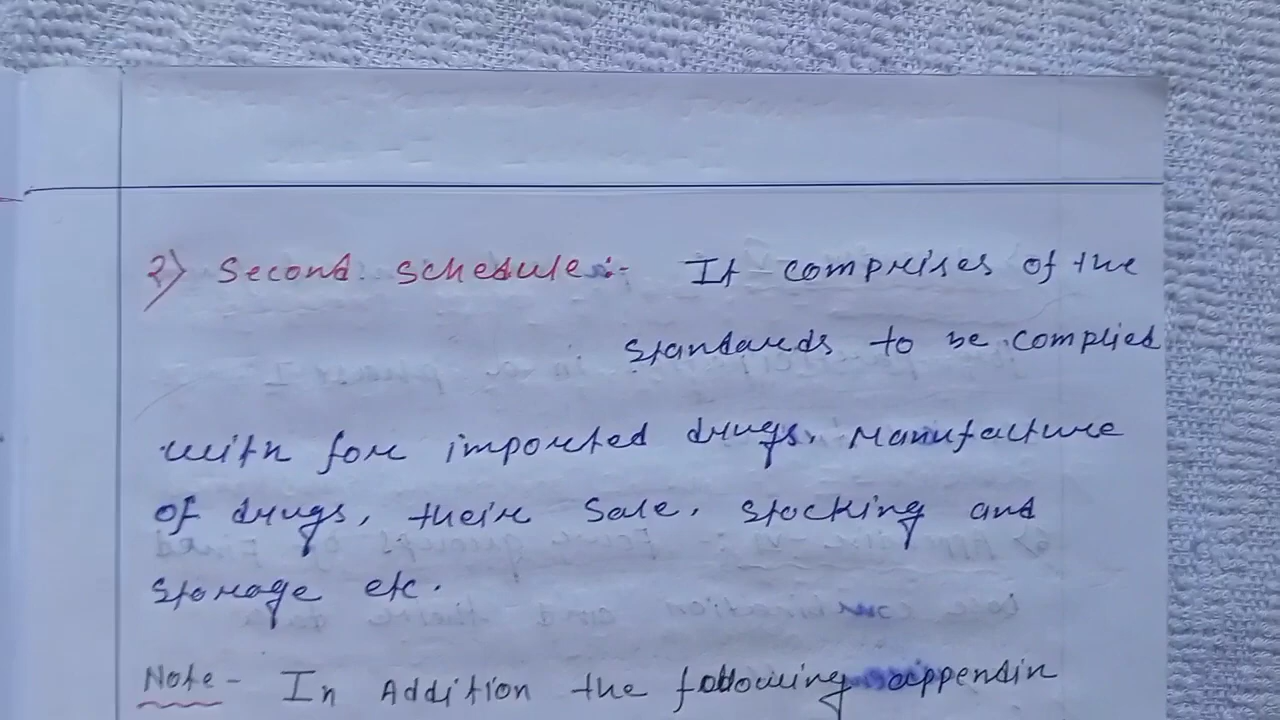 2) Second schedule :- It comprises of the
standards to be complied
with for imported drugs, Manufacture
of drugs, their sale, stocking and
storage etc.
Note - In Addition the following appendix